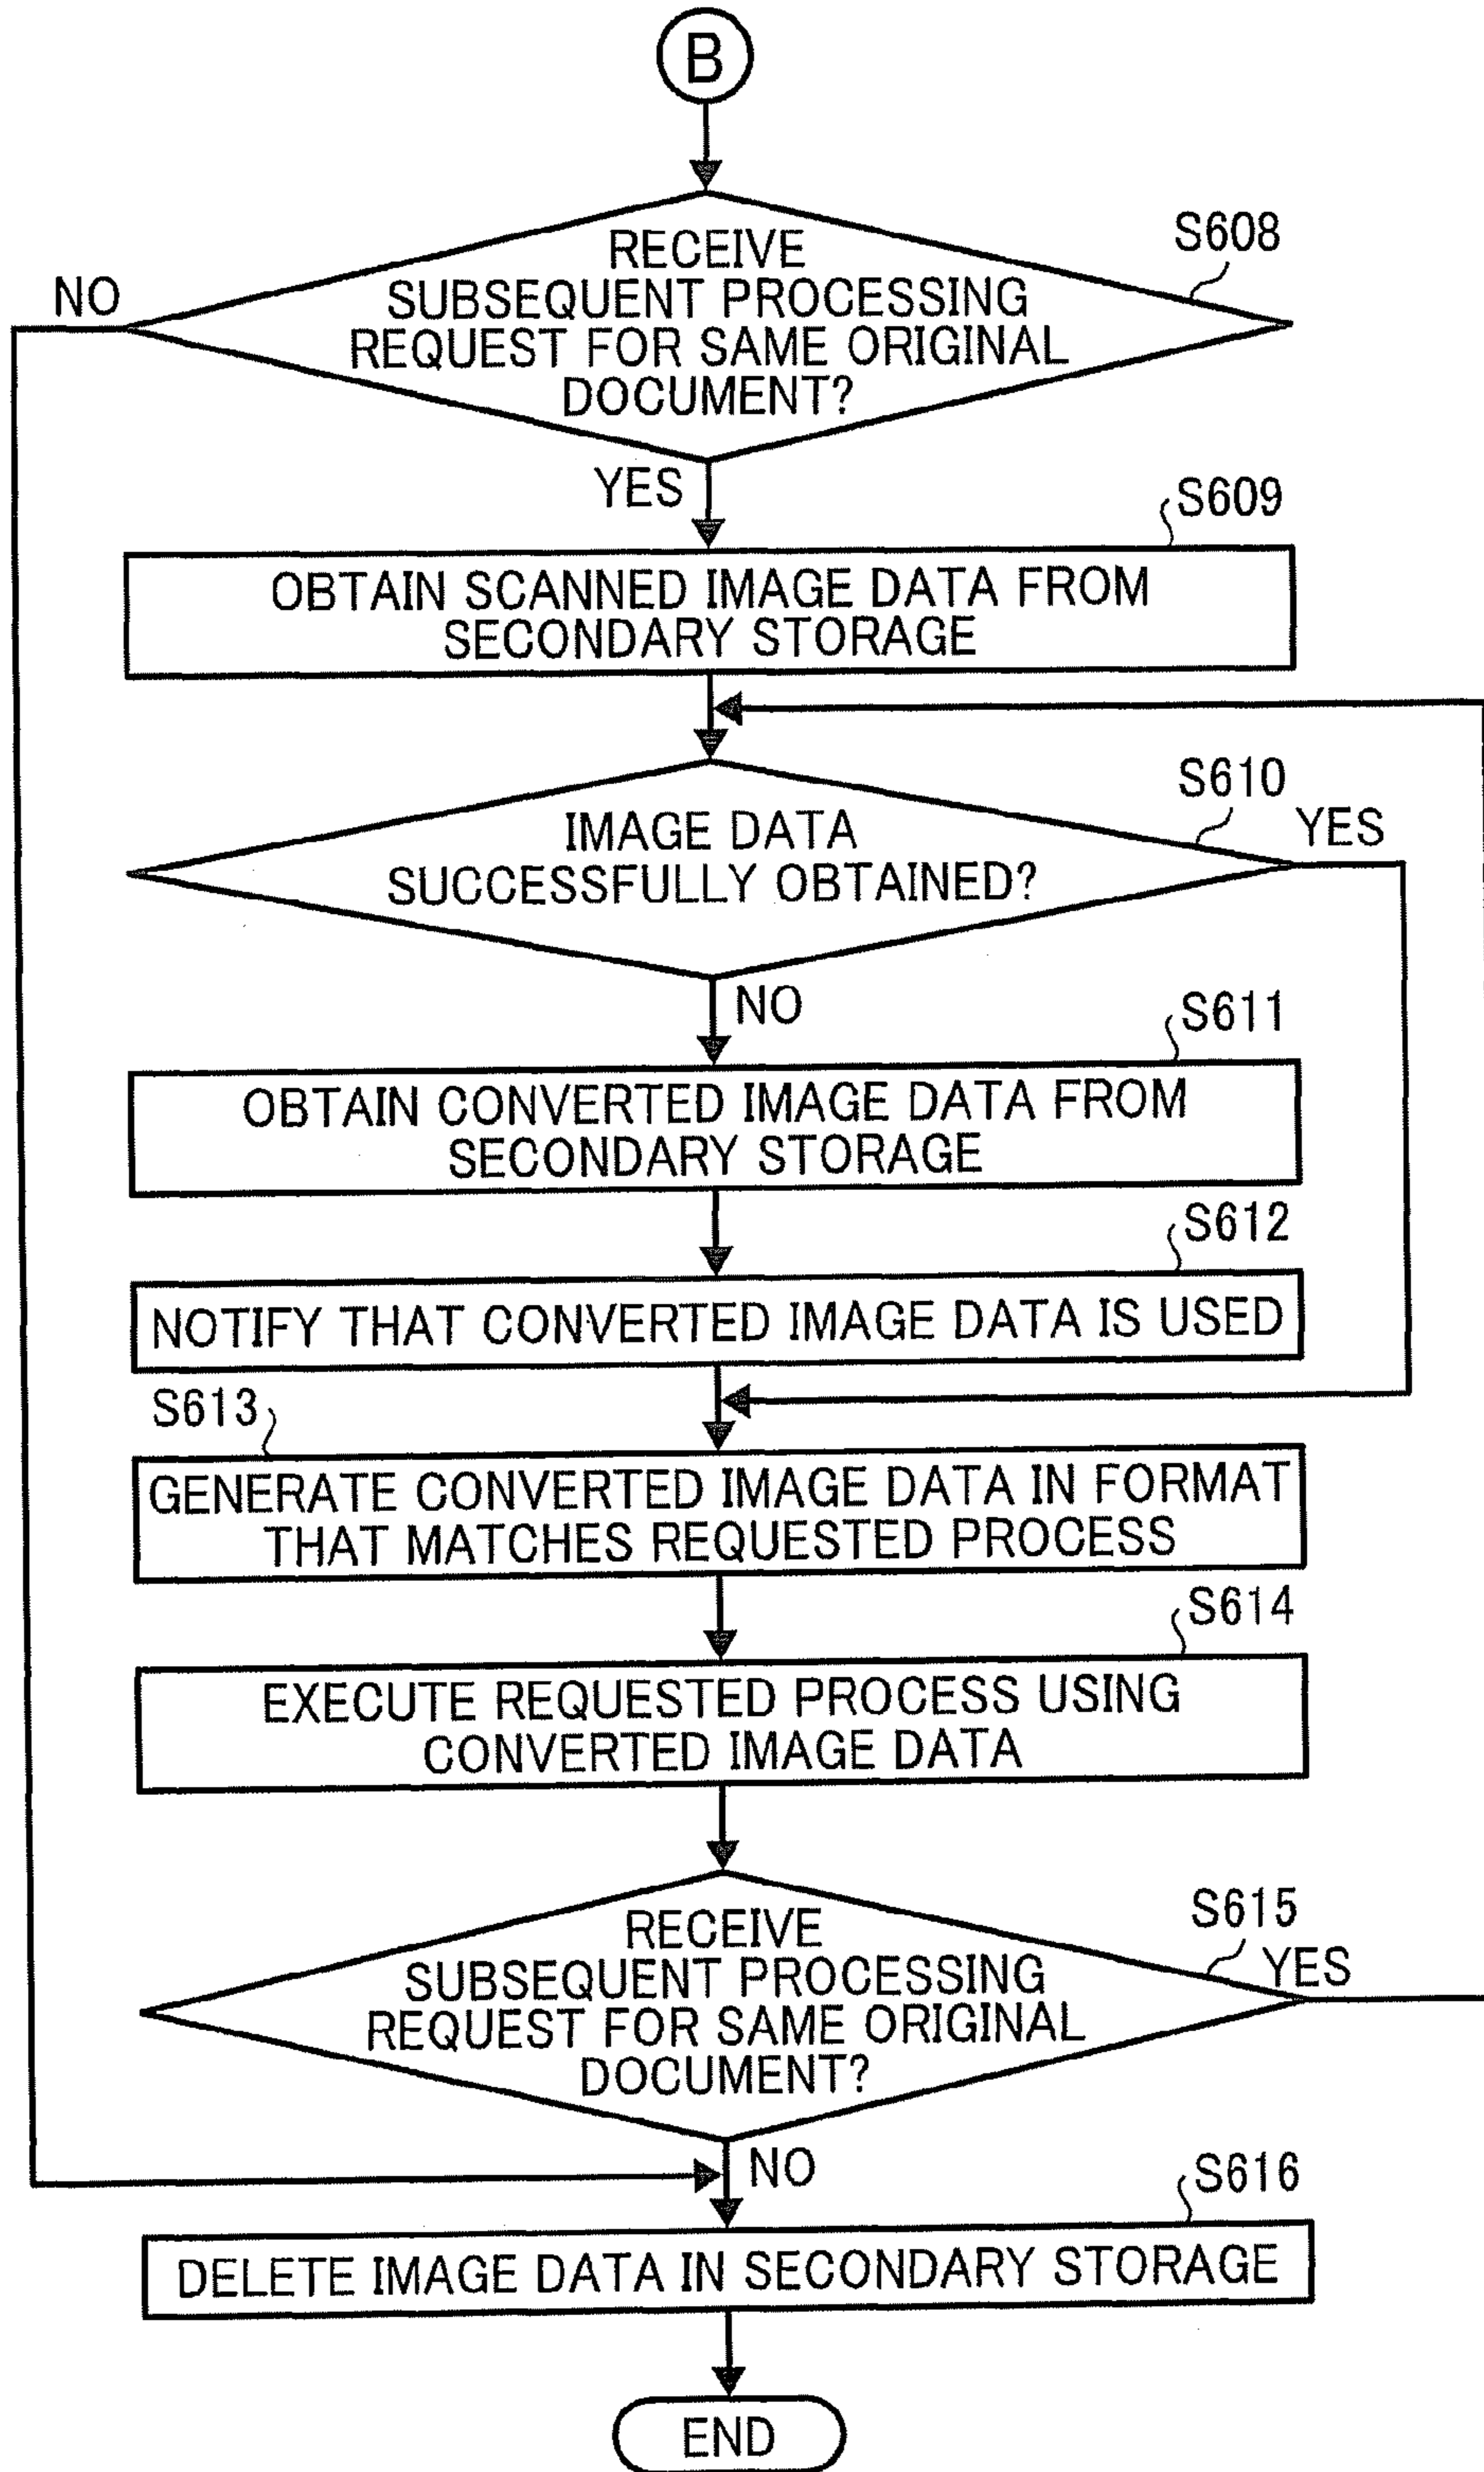 B
S608
NO
RECEIVE
SUBSEQUENT PROCESSING
REQUEST FOR SAME ORIGINAL
DOCUMENT?
YES
S609
OBTAIN SCANNED IMAGE DATA FROM
SECONDARY STORAGE
S610
YES
IMAGE DATA
SUCCESSFULLY OBTAINED?
NO
S611
OBTAIN CONVERTED IMAGE DATA FROM
SECONDARY STORAGE
S612
NOTIFY THAT CONVERTED IMAGE DATA IS USED
S613
GENERATE CONVERTED IMAGE DATA IN FORMAT
THAT MATCHES REQUESTED PROCESS
S614
EXECUTE REQUESTED PROCESS USING
CONVERTED IMAGE DATA
S615
YES
RECEIVE
SUBSEQUENT PROCESSING
REQUEST FOR SAME ORIGINAL
DOCUMENT?
NO
S616
DELETE IMAGE DATA IN SECONDARY STORAGE
END